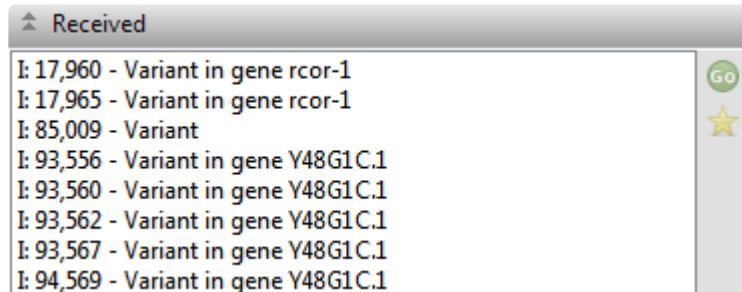 Received
I: 17,960 - Variant in gene rcor-1
I: 17,965 - Variant in gene rcor-1
I: 85,009 - Variant
I: 93,556 - Variant in gene Y48G1C.1
I: 93,560 - Variant in gene Y48G1C.1
I: 93,562 - Variant in gene Y48G1C.1
I: 93,567 - Variant in gene Y48G1C.1
I: 94,569 - Variant in gene Y48G1C.1
Go